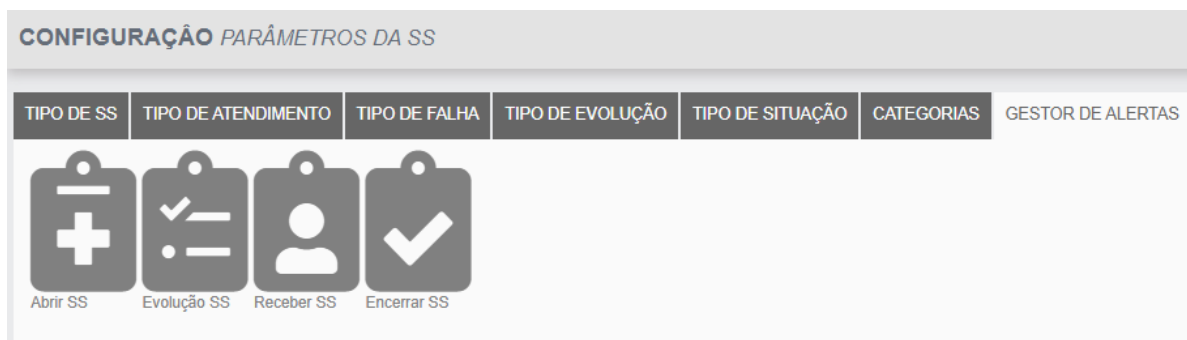 CONFIGURAÇÂO PARÂMETROS DA SS
TIPO DE SS TIPO DE ATENDIMENTO TIPO DE FALHA TIPO DE EVOLUÇÃO TIPO DE SITUAÇÃO CATEGORIAS GESTOR DE ALERTAS
Abrir SS Evolução SS Receber SS Encerrar SS